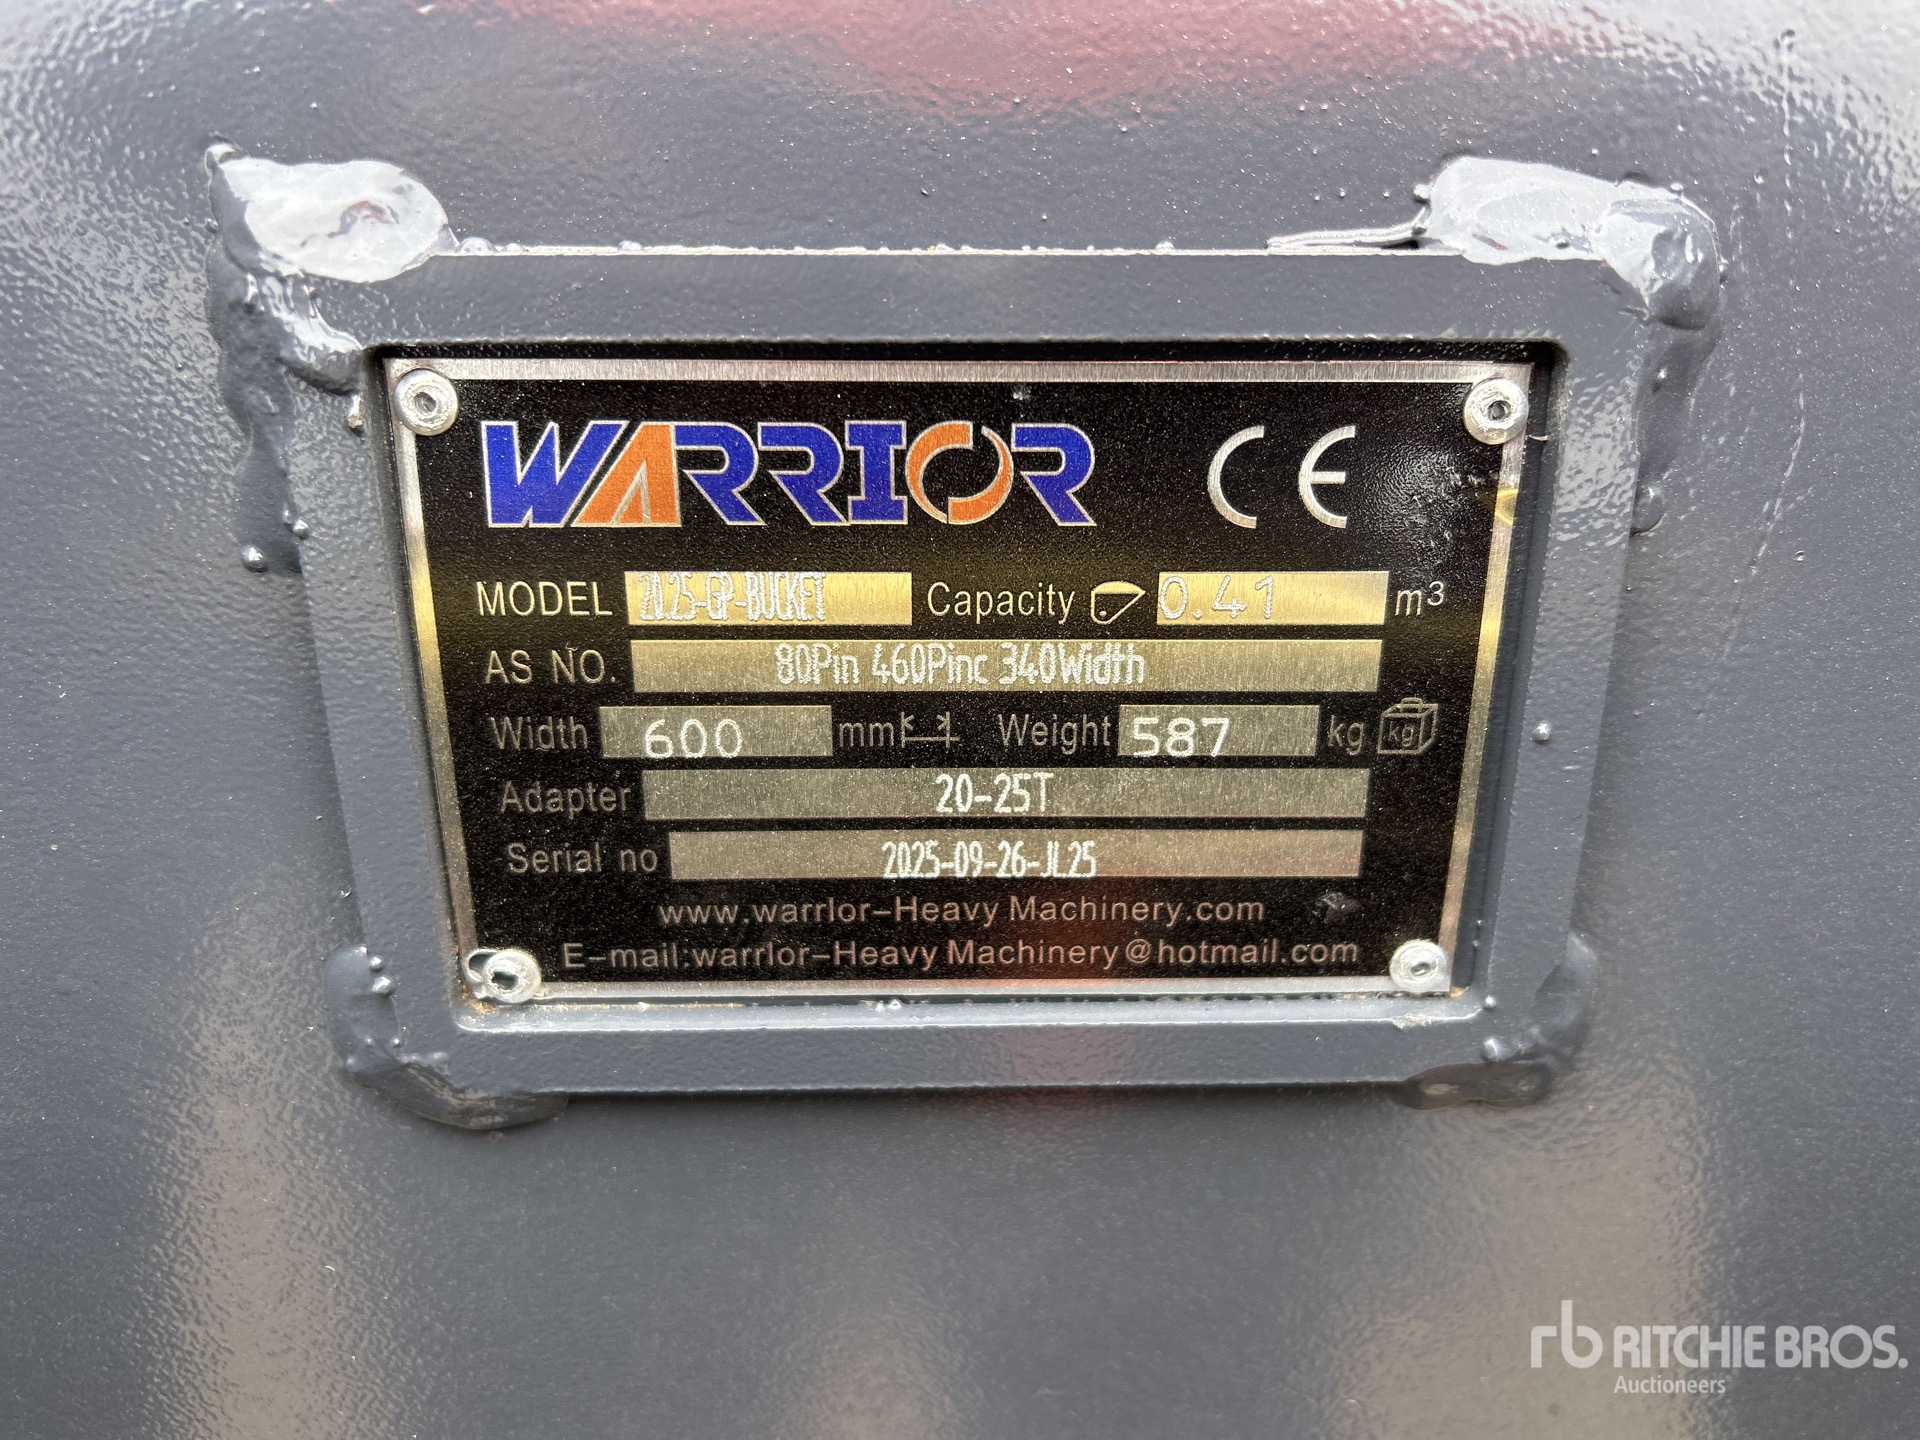 WARRIOR CE
MODEL 2025-GP-BUCKET Capacity 0.41 m³
AS NO. 80Pin 460Pinc 340Width
Width 600 mm Weight 587 kg kg
Adapter 20-25T
Serial no 2025-09-26-JL25
www.warrlor-Heavy Machinery.com
E-mail:warrlor-Heavy Machinery@hotmail.com
rb RITCHIE BROS.
Auctioneers